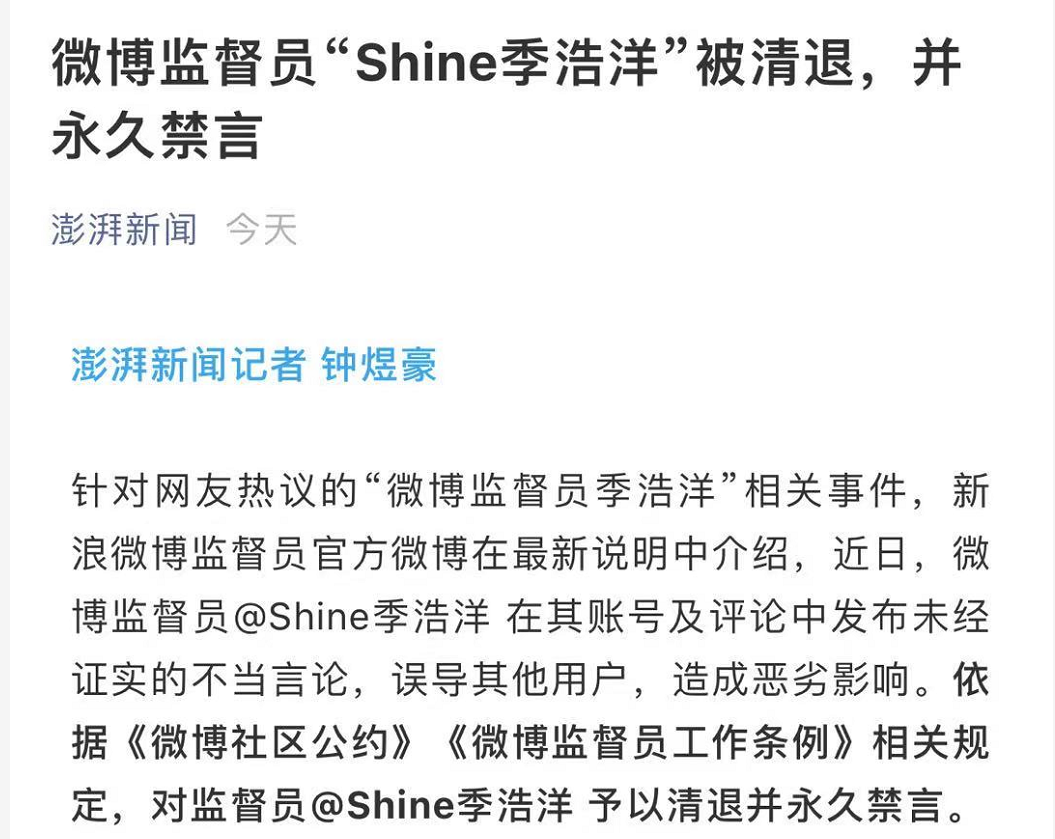 微博监督员“Shine季浩洋”被清退，并
永久禁言
澎湃新闻 今天
澎湃新闻记者 钟煜豪
针对网友热议的“微博监督员季浩洋”相关事件，新
浪微博监督员官方微博在最新说明中介绍，近日，微
博监督员@Shine季浩洋 在其账号及评论中发布未经
证实的不当言论，误导其他用户，造成恶劣影响。依
据《微博社区公约》《微博监督员工作条例》相关规
定，对监督员@Shine季浩洋 予以清退并永久禁言。